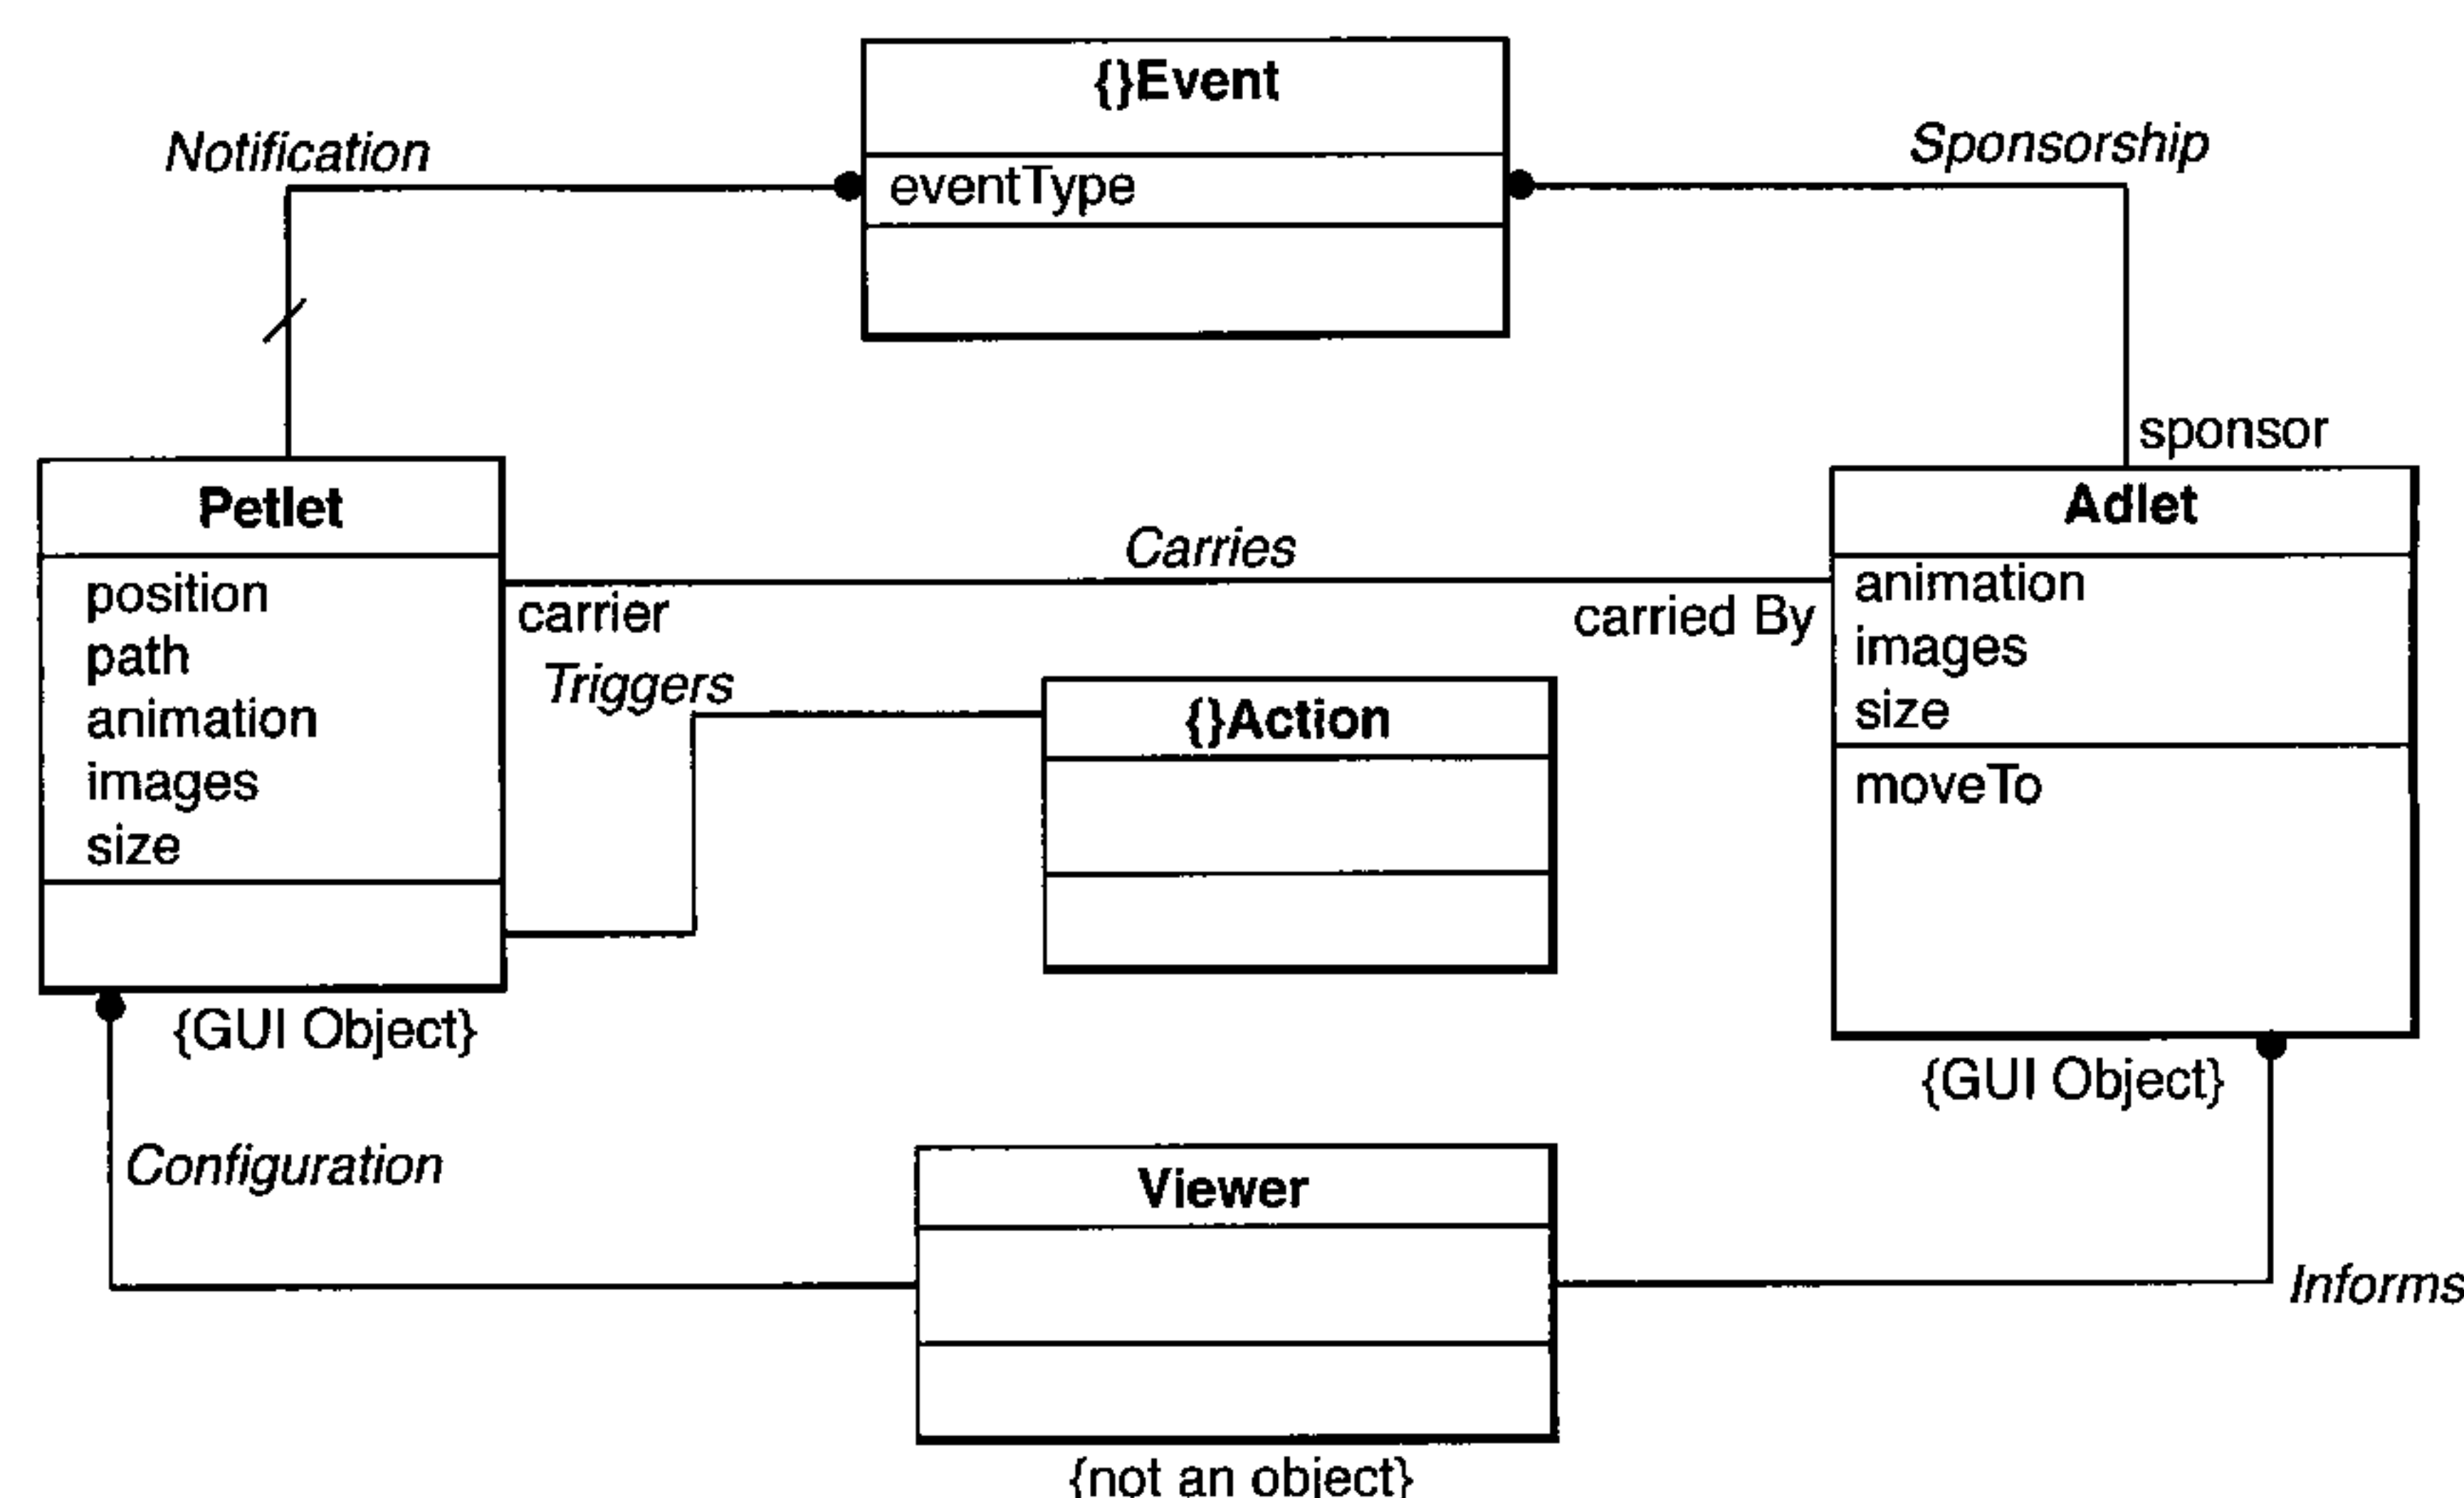 {}Event
Notification
Sponsorship
eventType
sponsor
Petlet
Adlet
Carries
position
carrier
carried By
animation
path
Triggers
images
animation
{}Action
size
images
moveTo
size
{GUI Object}
{GUI Object}
Configuration
Viewer
Informs
{not an object}